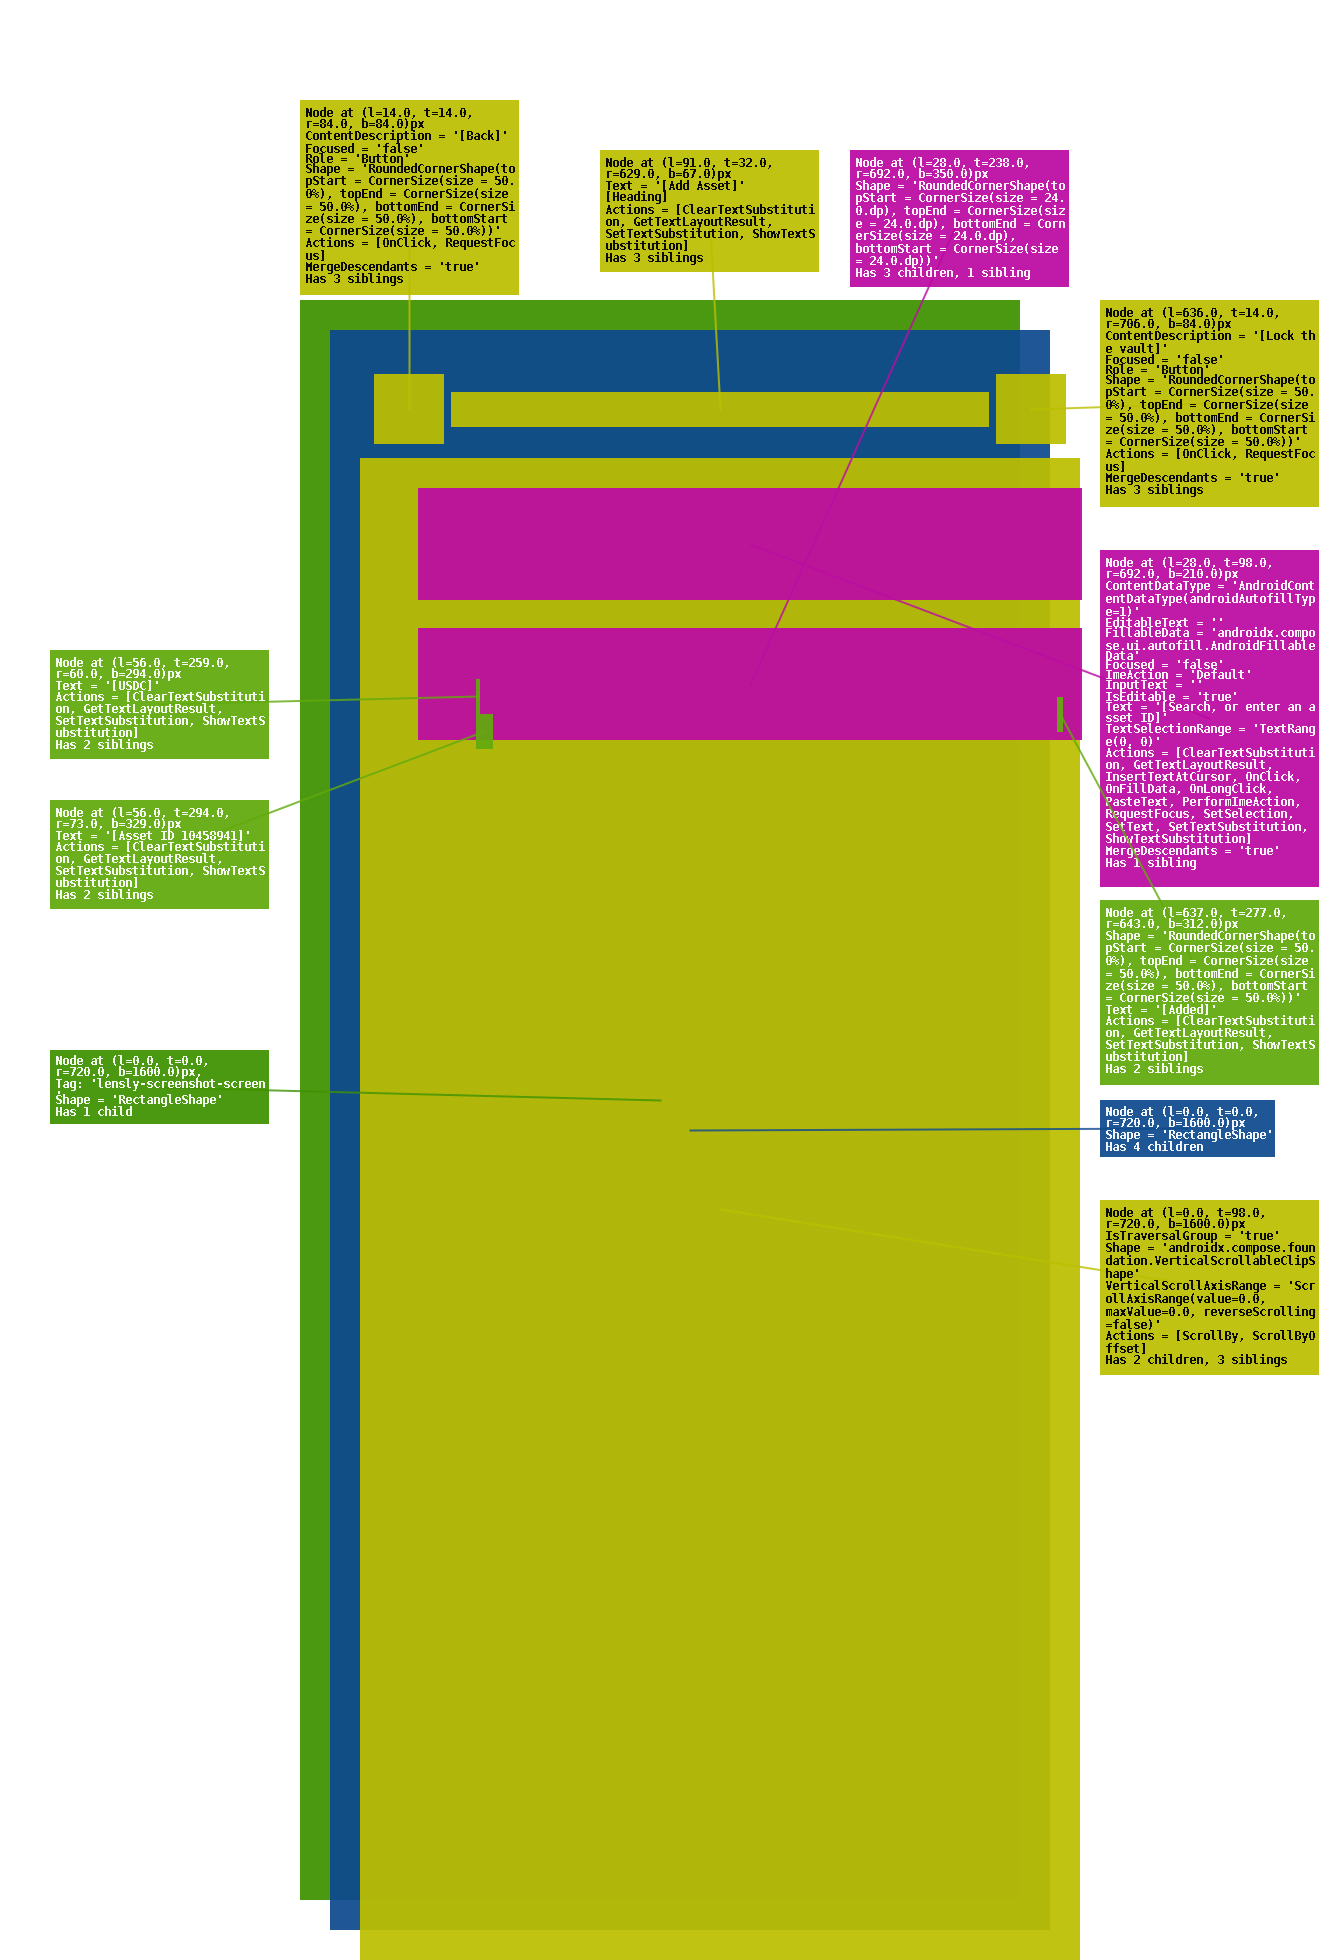 Node at (l=14.0, t=14.0,
r=84.0, b=84.0)px
ContentDescription = '[Back]'
Focused = 'false'
Role = 'Button'
Shape = 'RoundedCornerShape(to
pStart = CornerSize(size = 50.
0%), topEnd = CornerSize(size
= 50.0%), bottomEnd = CornerSi
ze(size = 50.0%), bottomStart
= CornerSize(size = 50.0%))'
Actions = [OnClick, RequestFoc
us]
MergeDescendants = 'true'
Has 3 siblings
Node at (l=91.0, t=32.0,
r=629.0, b=67.0)px
Text = '[Add Asset]'
[Heading]
Actions = [ClearTextSubstituti
on, GetTextLayoutResult,
SetTextSubstitution, ShowTextS
ubstitution]
Has 3 siblings
Node at (l=28.0, t=238.0,
r=692.0, b=350.0)px
Shape = 'RoundedCornerShape(to
pStart = CornerSize(size = 24.
0.dp), topEnd = CornerSize(siz
e = 24.0.dp), bottomEnd = Corn
erSize(size = 24.0.dp),
bottomStart = CornerSize(size
= 24.0.dp))'
Has 3 children, 1 sibling
Node at (l=636.0, t=14.0,
r=706.0, b=84.0)px
ContentDescription = '[Lock th
e vault]'
Focused = 'false'
Role = 'Button'
Shape = 'RoundedCornerShape(to
pStart = CornerSize(size = 50.
0%), topEnd = CornerSize(size
= 50.0%), bottomEnd = CornerSi
ze(size = 50.0%), bottomStart
= CornerSize(size = 50.0%))'
Actions = [OnClick, RequestFoc
us]
MergeDescendants = 'true'
Has 3 siblings
Node at (l=28.0, t=98.0,
r=692.0, b=210.0)px
ContentDataType = 'AndroidCont
entDataType(androidAutofillTyp
e=1)'
EditableText = ''
FillableData = 'androidx.compo
se.ui.autofill.AndroidFillable
Data'
Focused = 'false'
ImeAction = 'Default'
InputText = ''
IsEditable = 'true'
Text = '[Search, or enter an a
sset ID]'
TextSelectionRange = 'TextRang
e(0, 0)'
Actions = [ClearTextSubstituti
on, GetTextLayoutResult,
InsertTextAtCursor, OnClick,
OnFillData, OnLongClick,
PasteText, PerformImeAction,
RequestFocus, SetSelection,
SetText, SetTextSubstitution,
ShowTextSubstitution]
MergeDescendants = 'true'
Has 1 sibling
Node at (l=56.0, t=259.0,
r=60.0, b=294.0)px
Text = '[USDC]'
Actions = [ClearTextSubstituti
on, GetTextLayoutResult,
SetTextSubstitution, ShowTextS
ubstitution]
Has 2 siblings
Node at (l=56.0, t=294.0,
r=73.0, b=329.0)px
Text = '[Asset ID 10458941]'
Actions = [ClearTextSubstituti
on, GetTextLayoutResult,
SetTextSubstitution, ShowTextS
ubstitution]
Has 2 siblings
Node at (l=637.0, t=277.0,
r=643.0, b=312.0)px
Shape = 'RoundedCornerShape(to
pStart = CornerSize(size = 50.
0%), topEnd = CornerSize(size
= 50.0%), bottomEnd = CornerSi
ze(size = 50.0%), bottomStart
= CornerSize(size = 50.0%))'
Text = '[Added]'
Actions = [ClearTextSubstituti
on, GetTextLayoutResult,
SetTextSubstitution, ShowTextS
ubstitution]
Has 2 siblings
Node at (l=0.0, t=0.0,
r=720.0, b=1600.0)px,
Tag: 'lensly-screenshot-screen
'
Shape = 'RectangleShape'
Has 1 child
Node at (l=0.0, t=0.0,
r=720.0, b=1600.0)px
Shape = 'RectangleShape'
Has 4 children
Node at (l=0.0, t=98.0,
r=720.0, b=1600.0)px
IsTraversalGroup = 'true'
Shape = 'androidx.compose.foun
dation.VerticalScrollableClipS
hape'
VerticalScrollAxisRange = 'Scr
ollAxisRange(value=0.0,
maxValue=0.0, reverseScrolling
=false)'
Actions = [ScrollBy, ScrollByO
ffset]
Has 2 children, 3 siblings